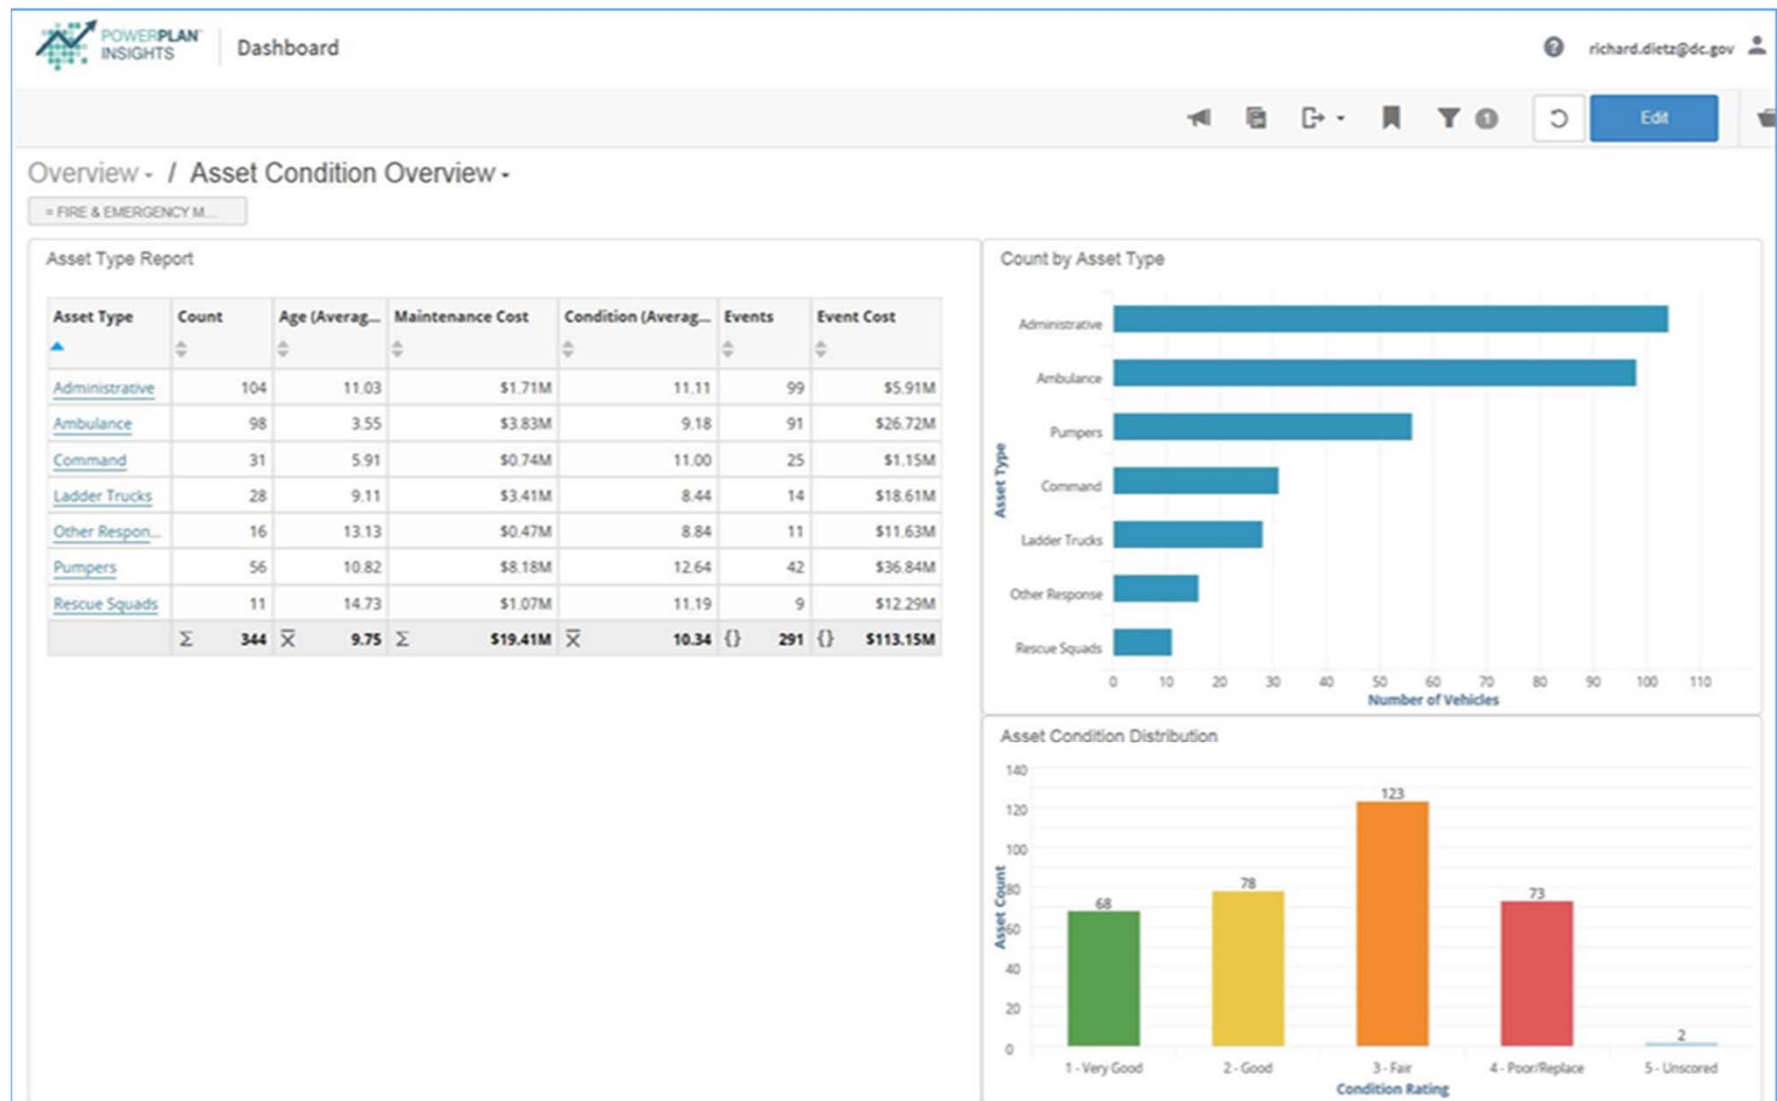 POWERPLAN™
INSIGHTS
Dashboard
? richard.dietz@dc.gov
1 Edit
Overview / Asset Condition Overview
= FIRE & EMERGENCY M...
Asset Type Report
Asset Type Count Age (Averag... Maintenance Cost Condition (Averag... Events Event Cost
Administrative 104 11.03 $1.71M 11.11 99 $5.91M
Ambulance 98 3.55 $3.83M 9.18 91 $26.72M
Command 31 5.91 $0.74M 11.00 25 $1.15M
Ladder Trucks 28 9.11 $3.41M 8.44 14 $18.61M
Other Respon... 16 13.13 $0.47M 8.84 11 $11.63M
Pumpers 56 10.82 $8.18M 12.64 42 $36.84M
Rescue Squads 11 14.73 $1.07M 11.19 9 $12.29M
Σ 344 X̅ 9.75 Σ $19.41M X̅ 10.34 {} 291 {} $113.15M
Count by Asset Type
Asset Type
Administrative
Ambulance
Pumpers
Command
Ladder Trucks
Other Response
Rescue Squads
0 10 20 30 40 50 60 70 80 90 100 110
Number of Vehicles
Asset Condition Distribution
Asset Count
140
120
100
80
60
40
20
0
68
78
123
73
2
1 - Very Good 2 - Good 3 - Fair 4 - Poor/Replace 5 - Unscored
Condition Rating